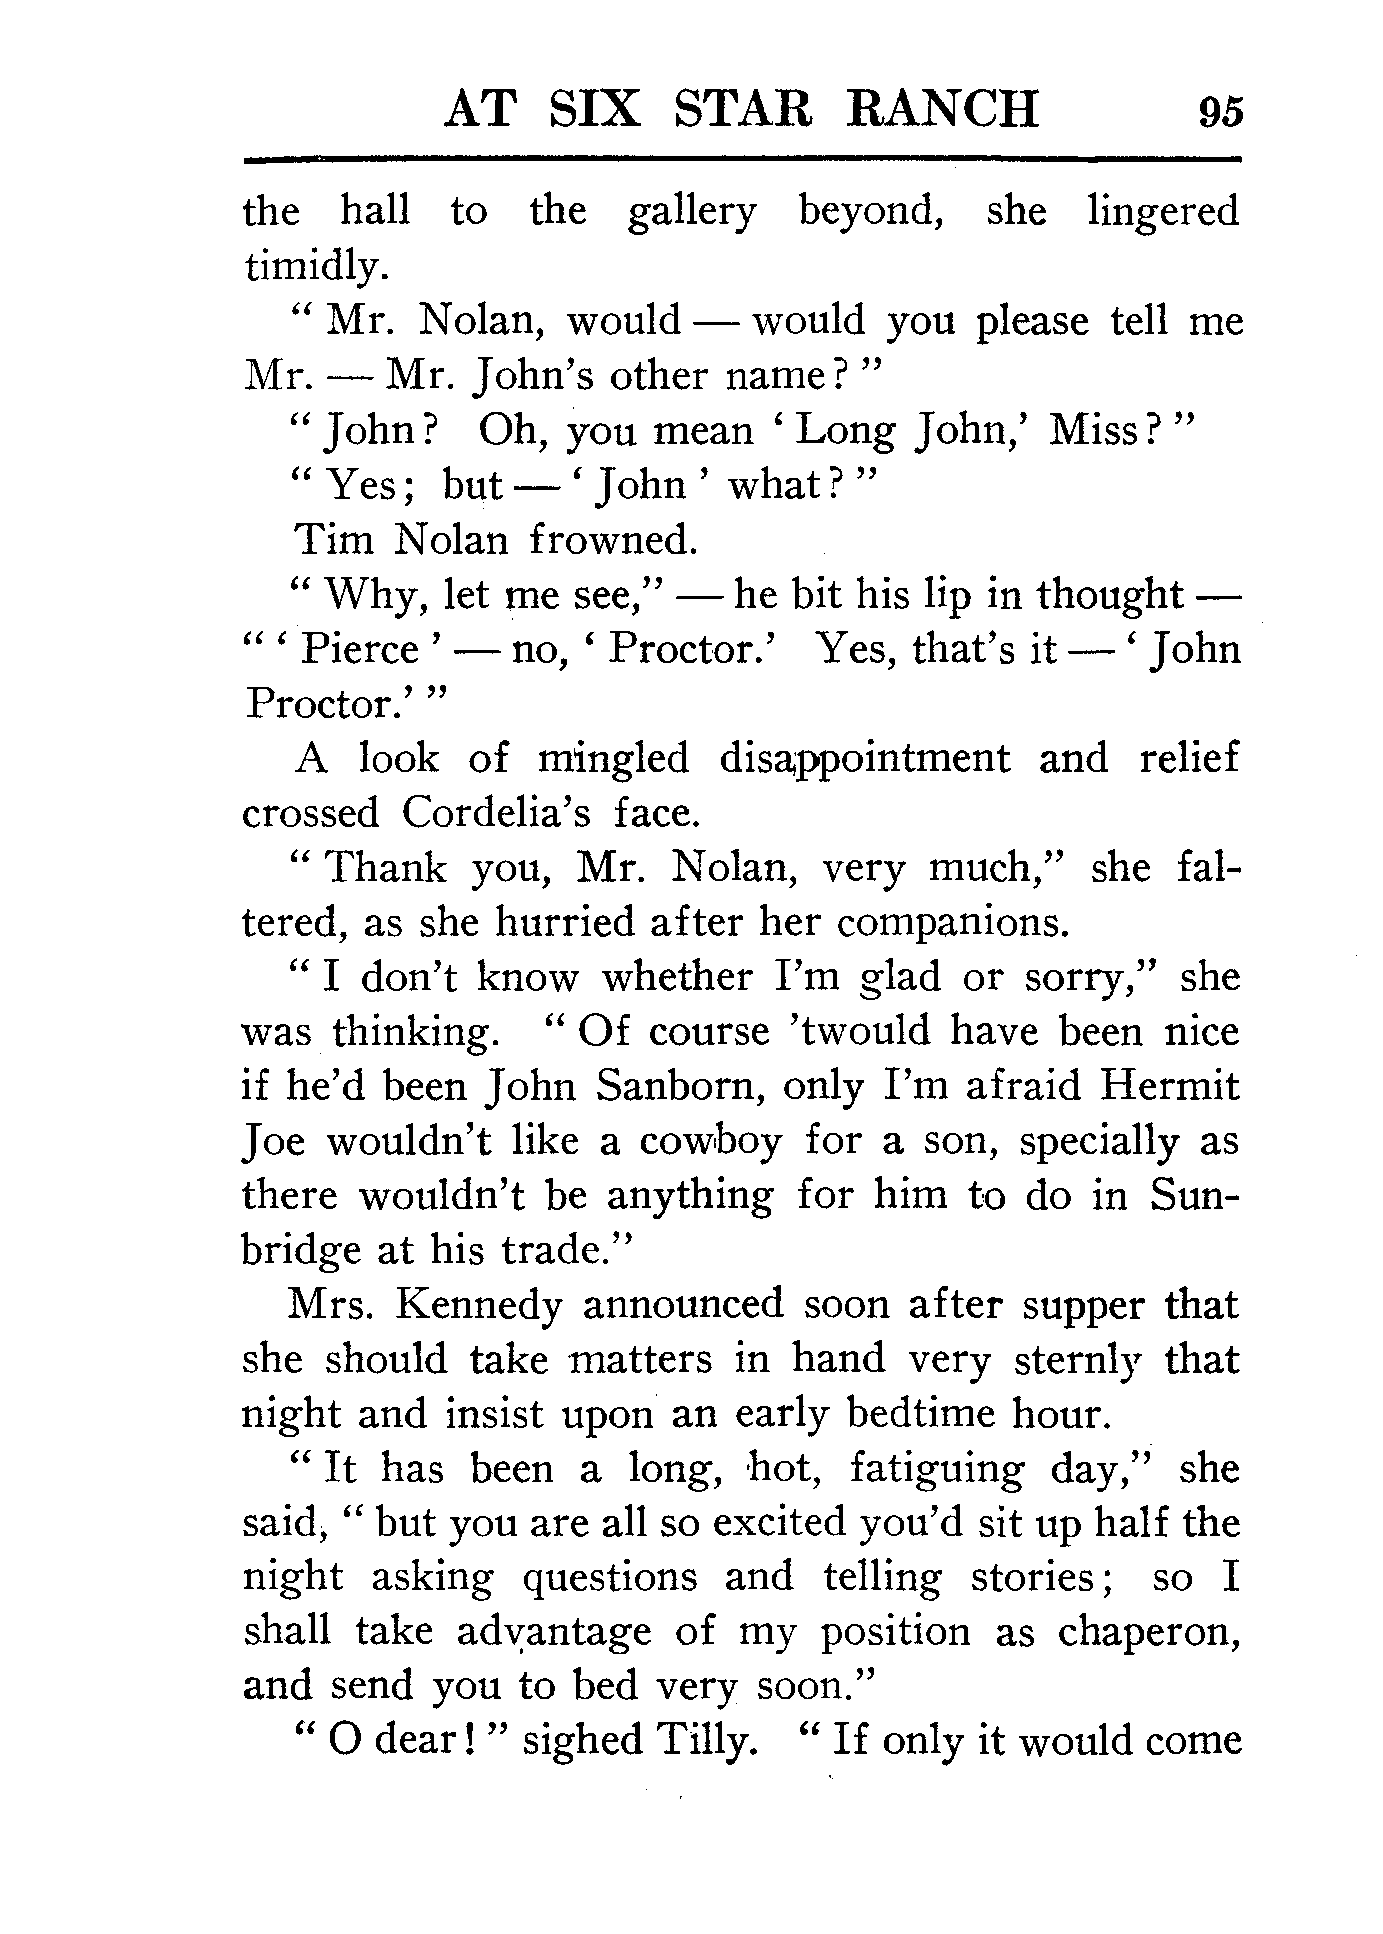 AT SIX STAR RANCH 95
the hall to the gallery beyond, she lingered
timidly.
“ Mr. Nolan, would — would you please tell me
Mr. — Mr. John’s other name? ”
“ John? Oh, you mean ‘ Long John,’ Miss? ”
“ Yes; but — ‘ John ’ what? ”
Tim Nolan frowned.
“ Why, let me see,” — he bit his lip in thought —
“ ‘ Pierce ’ — no, ‘ Proctor.’ Yes, that’s it — ‘ John
Proctor.’ ”
A look of mingled disappointment and relief
crossed Cordelia’s face.
“ Thank you, Mr. Nolan, very much,” she fal-
tered, as she hurried after her companions.
“ I don’t know whether I’m glad or sorry,” she
was thinking. “ Of course ’twould have been nice
if he’d been John Sanborn, only I’m afraid Hermit
Joe wouldn’t like a cowboy for a son, specially as
there wouldn’t be anything for him to do in Sun-
bridge at his trade.”
Mrs. Kennedy announced soon after supper that
she should take matters in hand very sternly that
night and insist upon an early bedtime hour.
“ It has been a long, hot, fatiguing day,” she
said, “ but you are all so excited you’d sit up half the
night asking questions and telling stories; so I
shall take advantage of my position as chaperon,
and send you to bed very soon.”
“ O dear! ” sighed Tilly. “ If only it would come